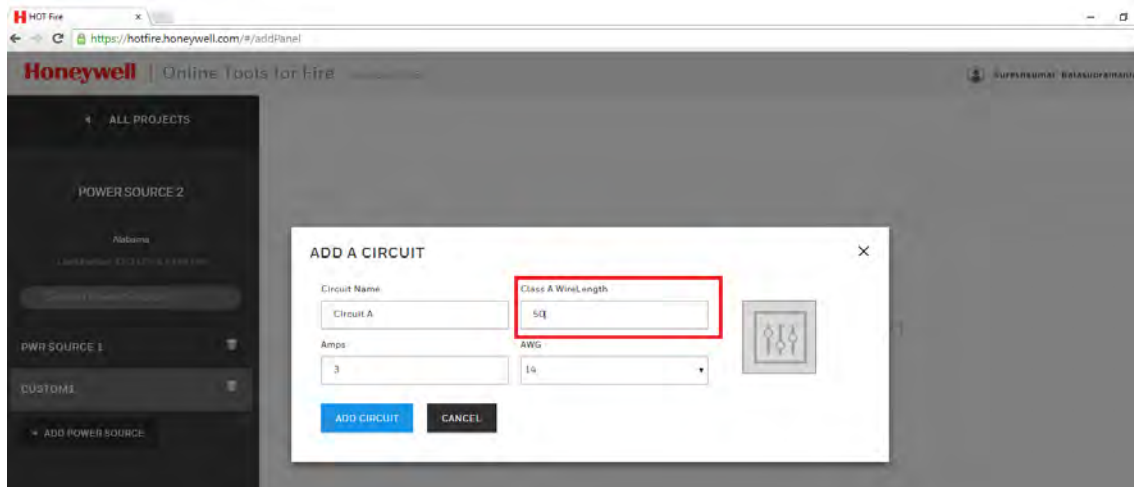 HOT Fire
https://hotfire.honeywell.com/#/addPanel
Honeywell | Online Tools for Fire
ALL PROJECTS
POWER SOURCE 2
Alabama
ADD A CIRCUIT
Circuit Name Class A WireLength
Circuit A 50
Amps AWG
3 14
PWR SOURCE 1
CUSTOM1
ADD CIRCUIT CANCEL
+ ADD POWER SOURCE